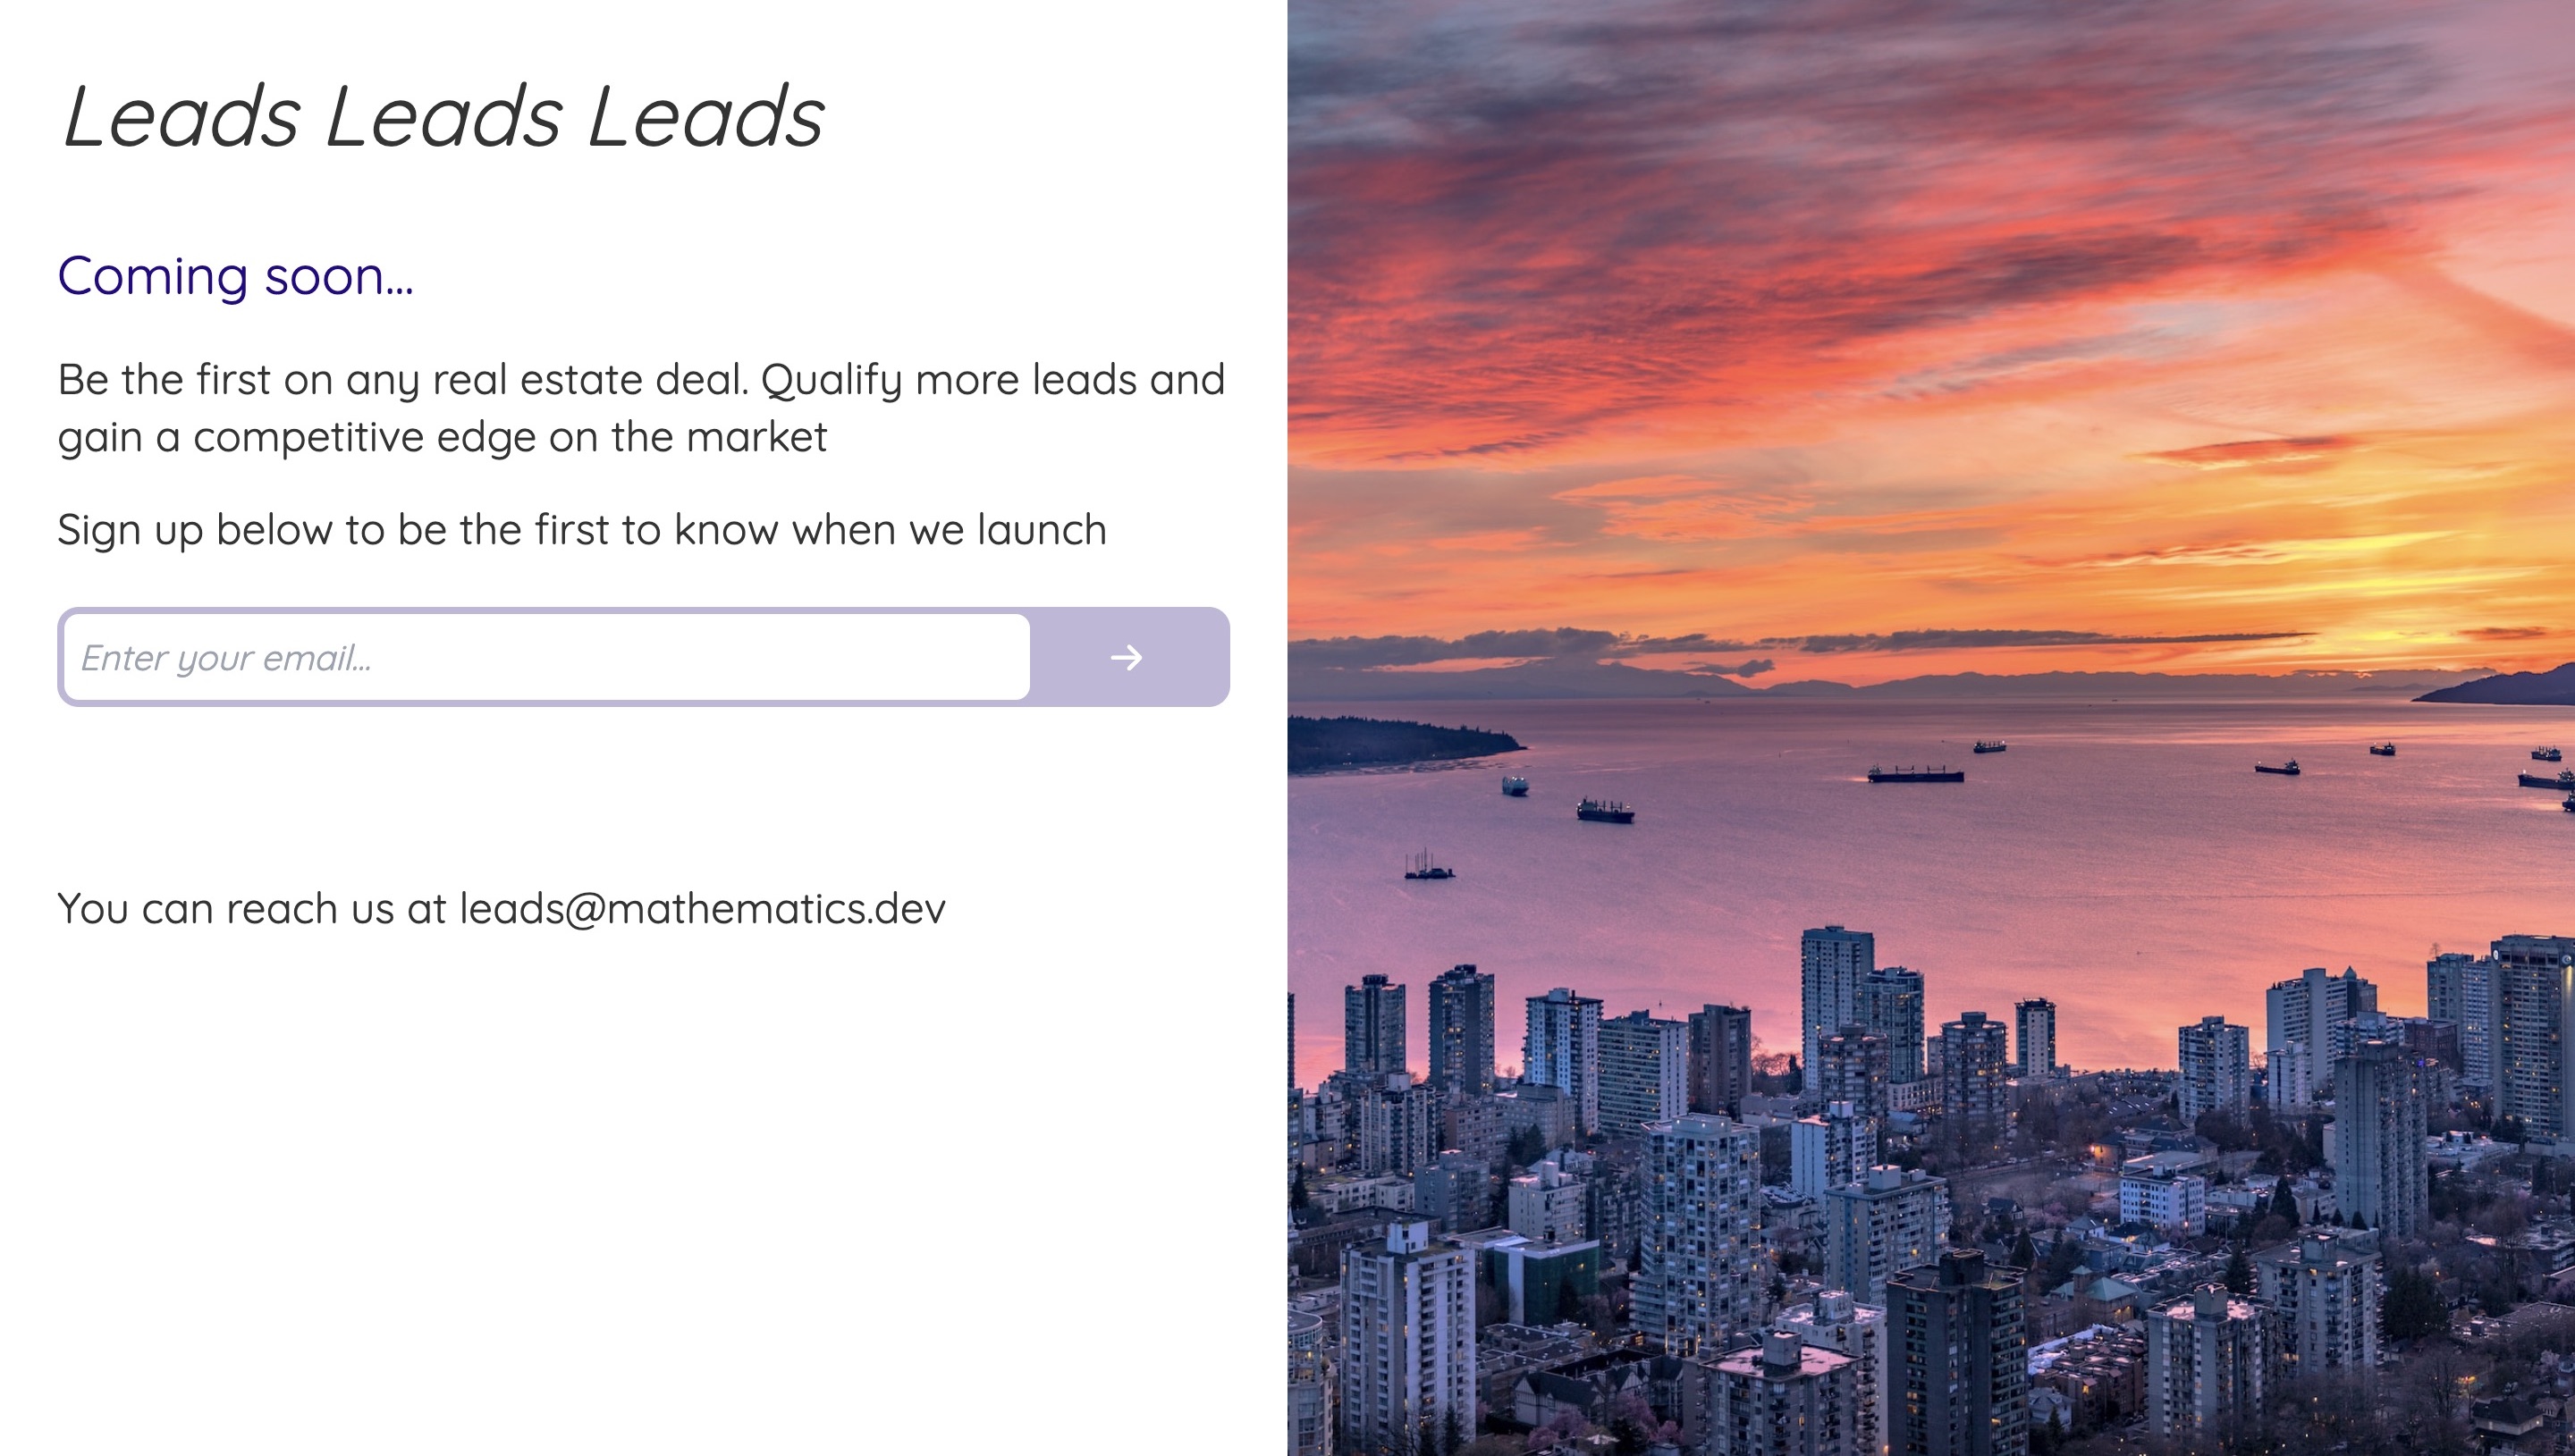 Leads Leads Leads
Coming soon...
Be the first on any real estate deal. Qualify more leads and
gain a competitive edge on the market
Sign up below to be the first to know when we launch
Enter your email...
You can reach us at leads@mathematics.dev